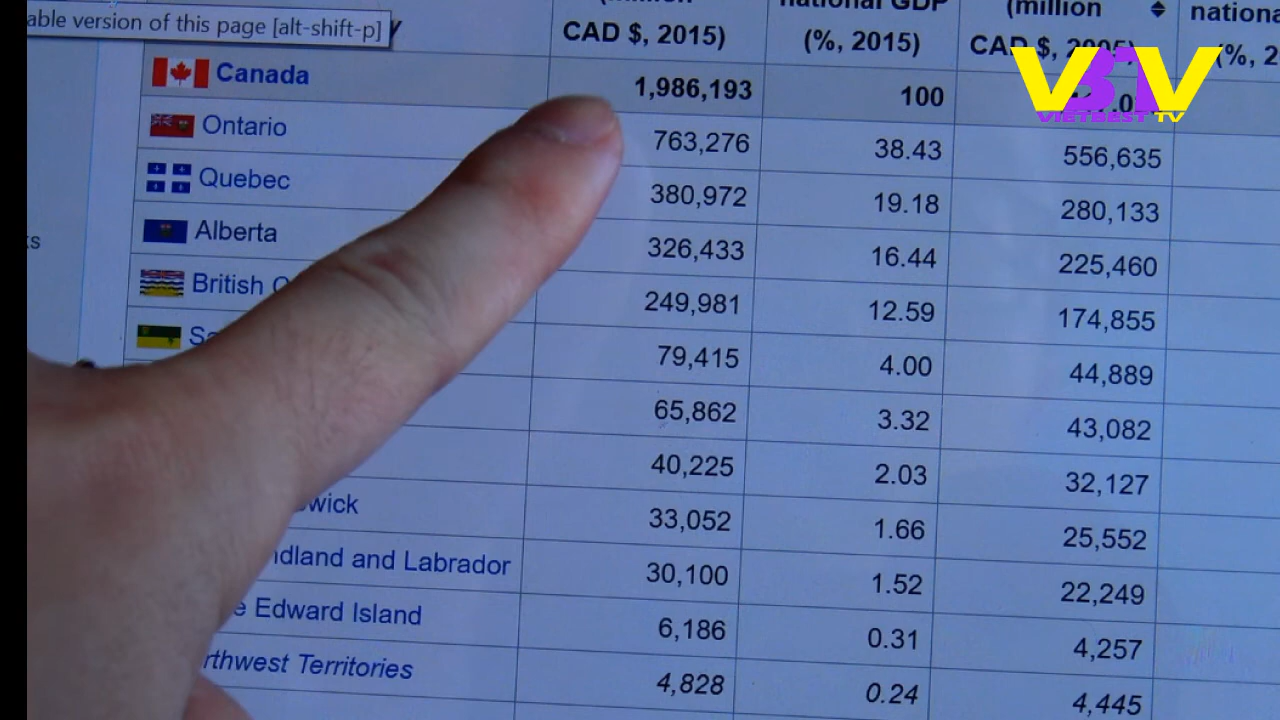 able version of this page [alt-shift-p]
CAD $, 2015)
national GDP
(%, 2015)
(million
CAD $, 2005)
nationa
(%, 2
VBTV
VIETBEST TV
Canada 1,986,193 100
Ontario 763,276 38.43 556,635
Quebec 380,972 19.18 280,133
Alberta 326,433 16.44 225,460
British 249,981 12.59 174,855
79,415 4.00 44,889
65,862 3.32 43,082
40,225 2.03 32,127
wick 33,052 1.66 25,552
ndland and Labrador 30,100 1.52 22,249
e Edward Island 6,186 0.31 4,257
rthwest Territories 4,828 0.24 4,445